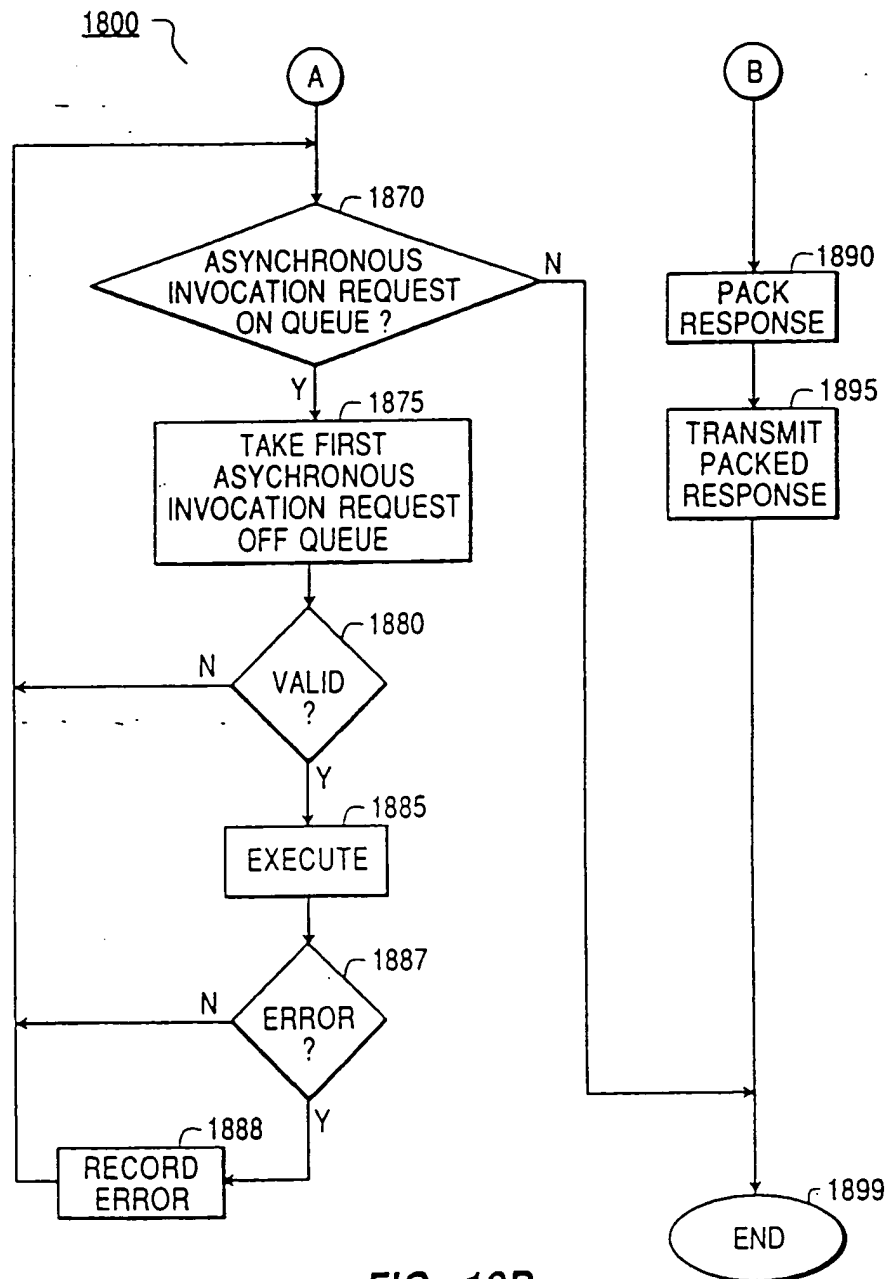 1800
A
B
1870
ASYNCHRONOUS
INVOCATION REQUEST
ON QUEUE ?
N
Y
1875
TAKE FIRST
ASYCHRONOUS
INVOCATION REQUEST
OFF QUEUE
1880
VALID
?
N
Y
1885
EXECUTE
1887
ERROR
?
N
Y
1888
RECORD
ERROR
1890
PACK
RESPONSE
1895
TRANSMIT
PACKED
RESPONSE
1899
END